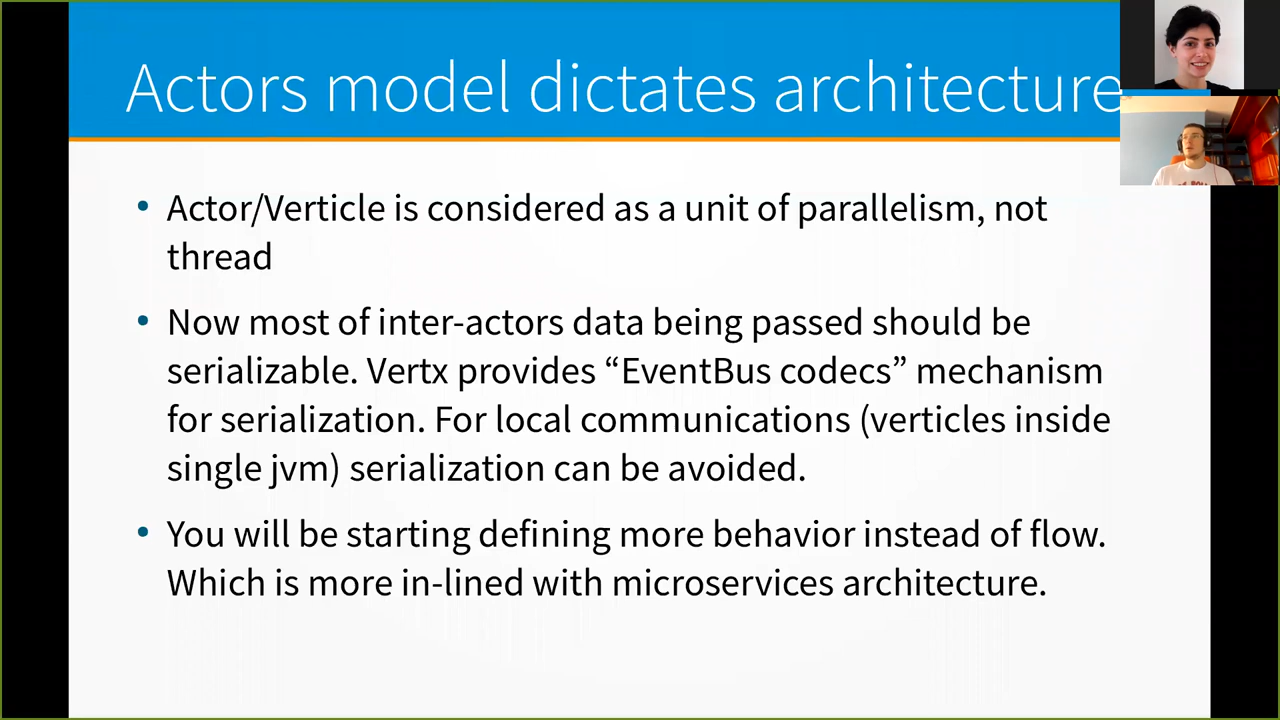 Actors model dictates architecture
• Actor/Verticle is considered as a unit of parallelism, not
thread
• Now most of inter-actors data being passed should be
serializable. Vertx provides “EventBus codecs” mechanism
for serialization. For local communications (verticles inside
single jvm) serialization can be avoided.
• You will be starting defining more behavior instead of flow.
Which is more in-lined with microservices architecture.